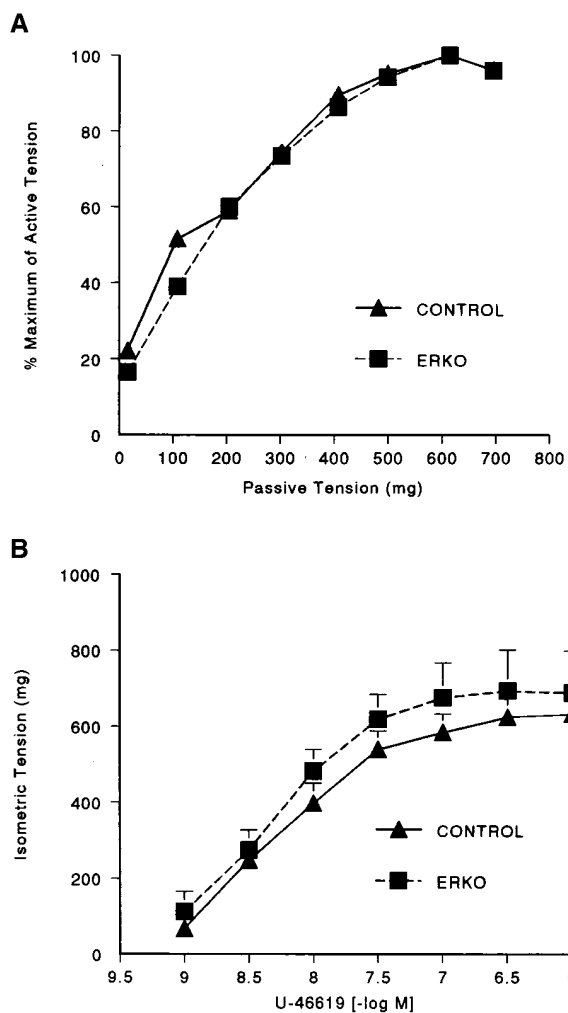 A
100
80
60
40
20
0
% Maximum of Active Tension
CONTROL
ERKO
0 100 200 300 400 500 600 700 800
Passive Tension (mg)
B
1000
800
600
400
200
0
Isometric Tension (mg)
CONTROL
ERKO
9.5 9 8.5 8 7.5 7 6.5
U-46619 [-log M]